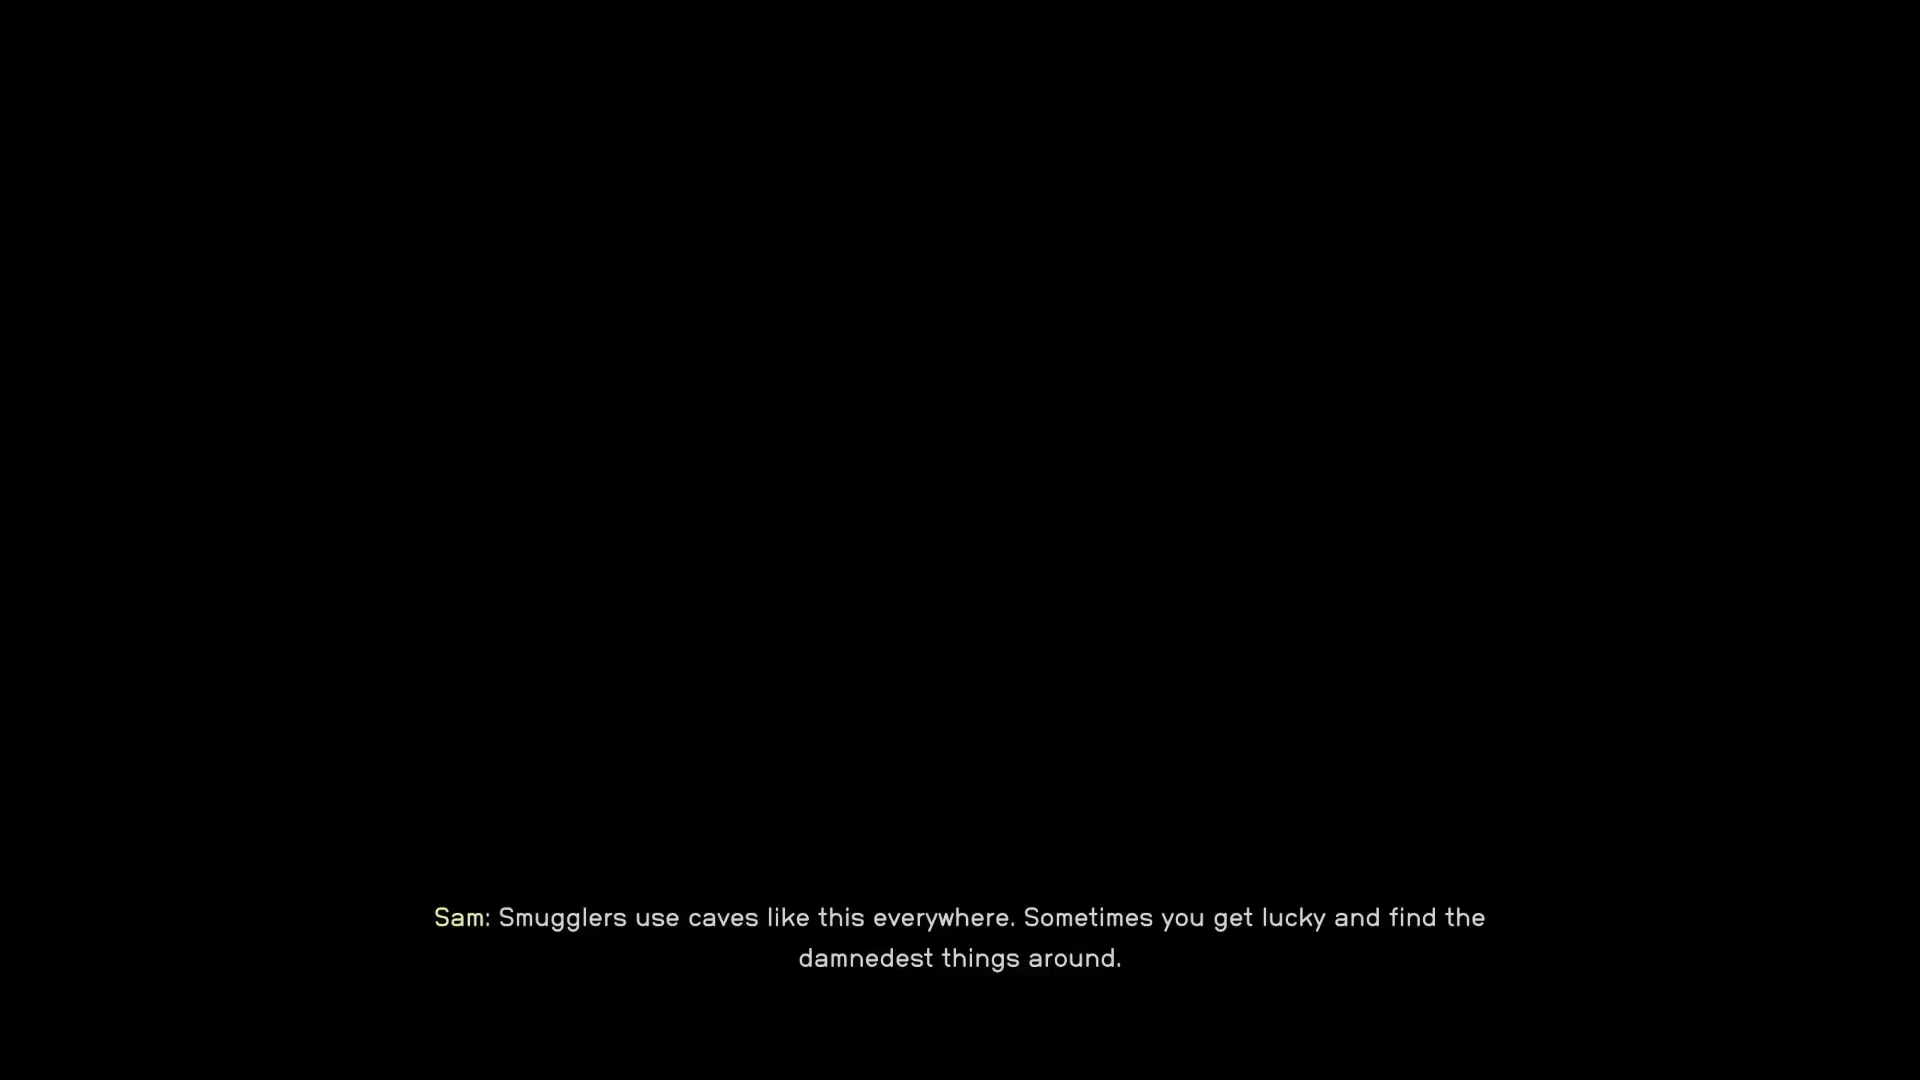 Sam: Smugglers use caves like this everywhere. Sometimes you get lucky and find the
damnedest things around.